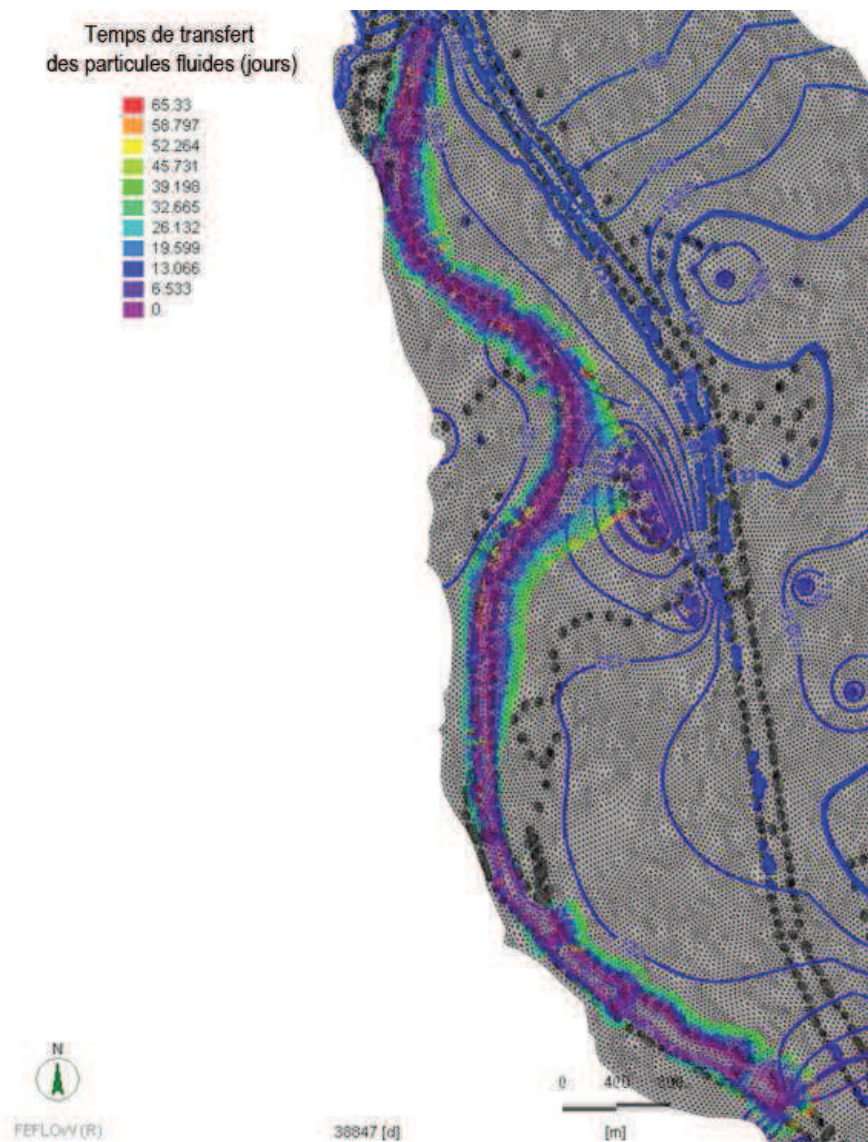 Temps de transfert
des particules fluides (jours)
65.33
58.797
52.264
45.731
39.198
32.665
26.132
19.599
13.066
6.533
0
N
FEFLOW (R)
38847 [d]
0 400 800
[m]